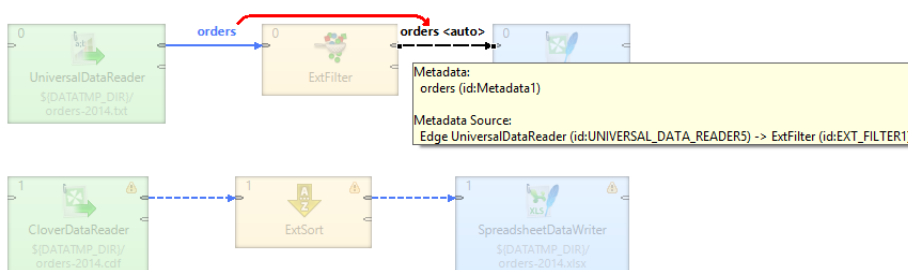 orders
orders <auto>
0
0
0
UniversalDataReader
${DATATMP_DIR}/
orders-2014.txt
ExtFilter
Metadata:
orders (id:Metadata1)
Metadata Source:
Edge UniversalDataReader (id:UNIVERSAL_DATA_READER5) -> ExtFilter (id:EXT_FILTER1)
1
1
1
CloverDataReader
${DATATMP_DIR}/
orders-2014.cdf
A
Z
ExtSort
XLS
SpreadsheetDataWriter
${DATATMP_DIR}/
orders-2014.xlsx